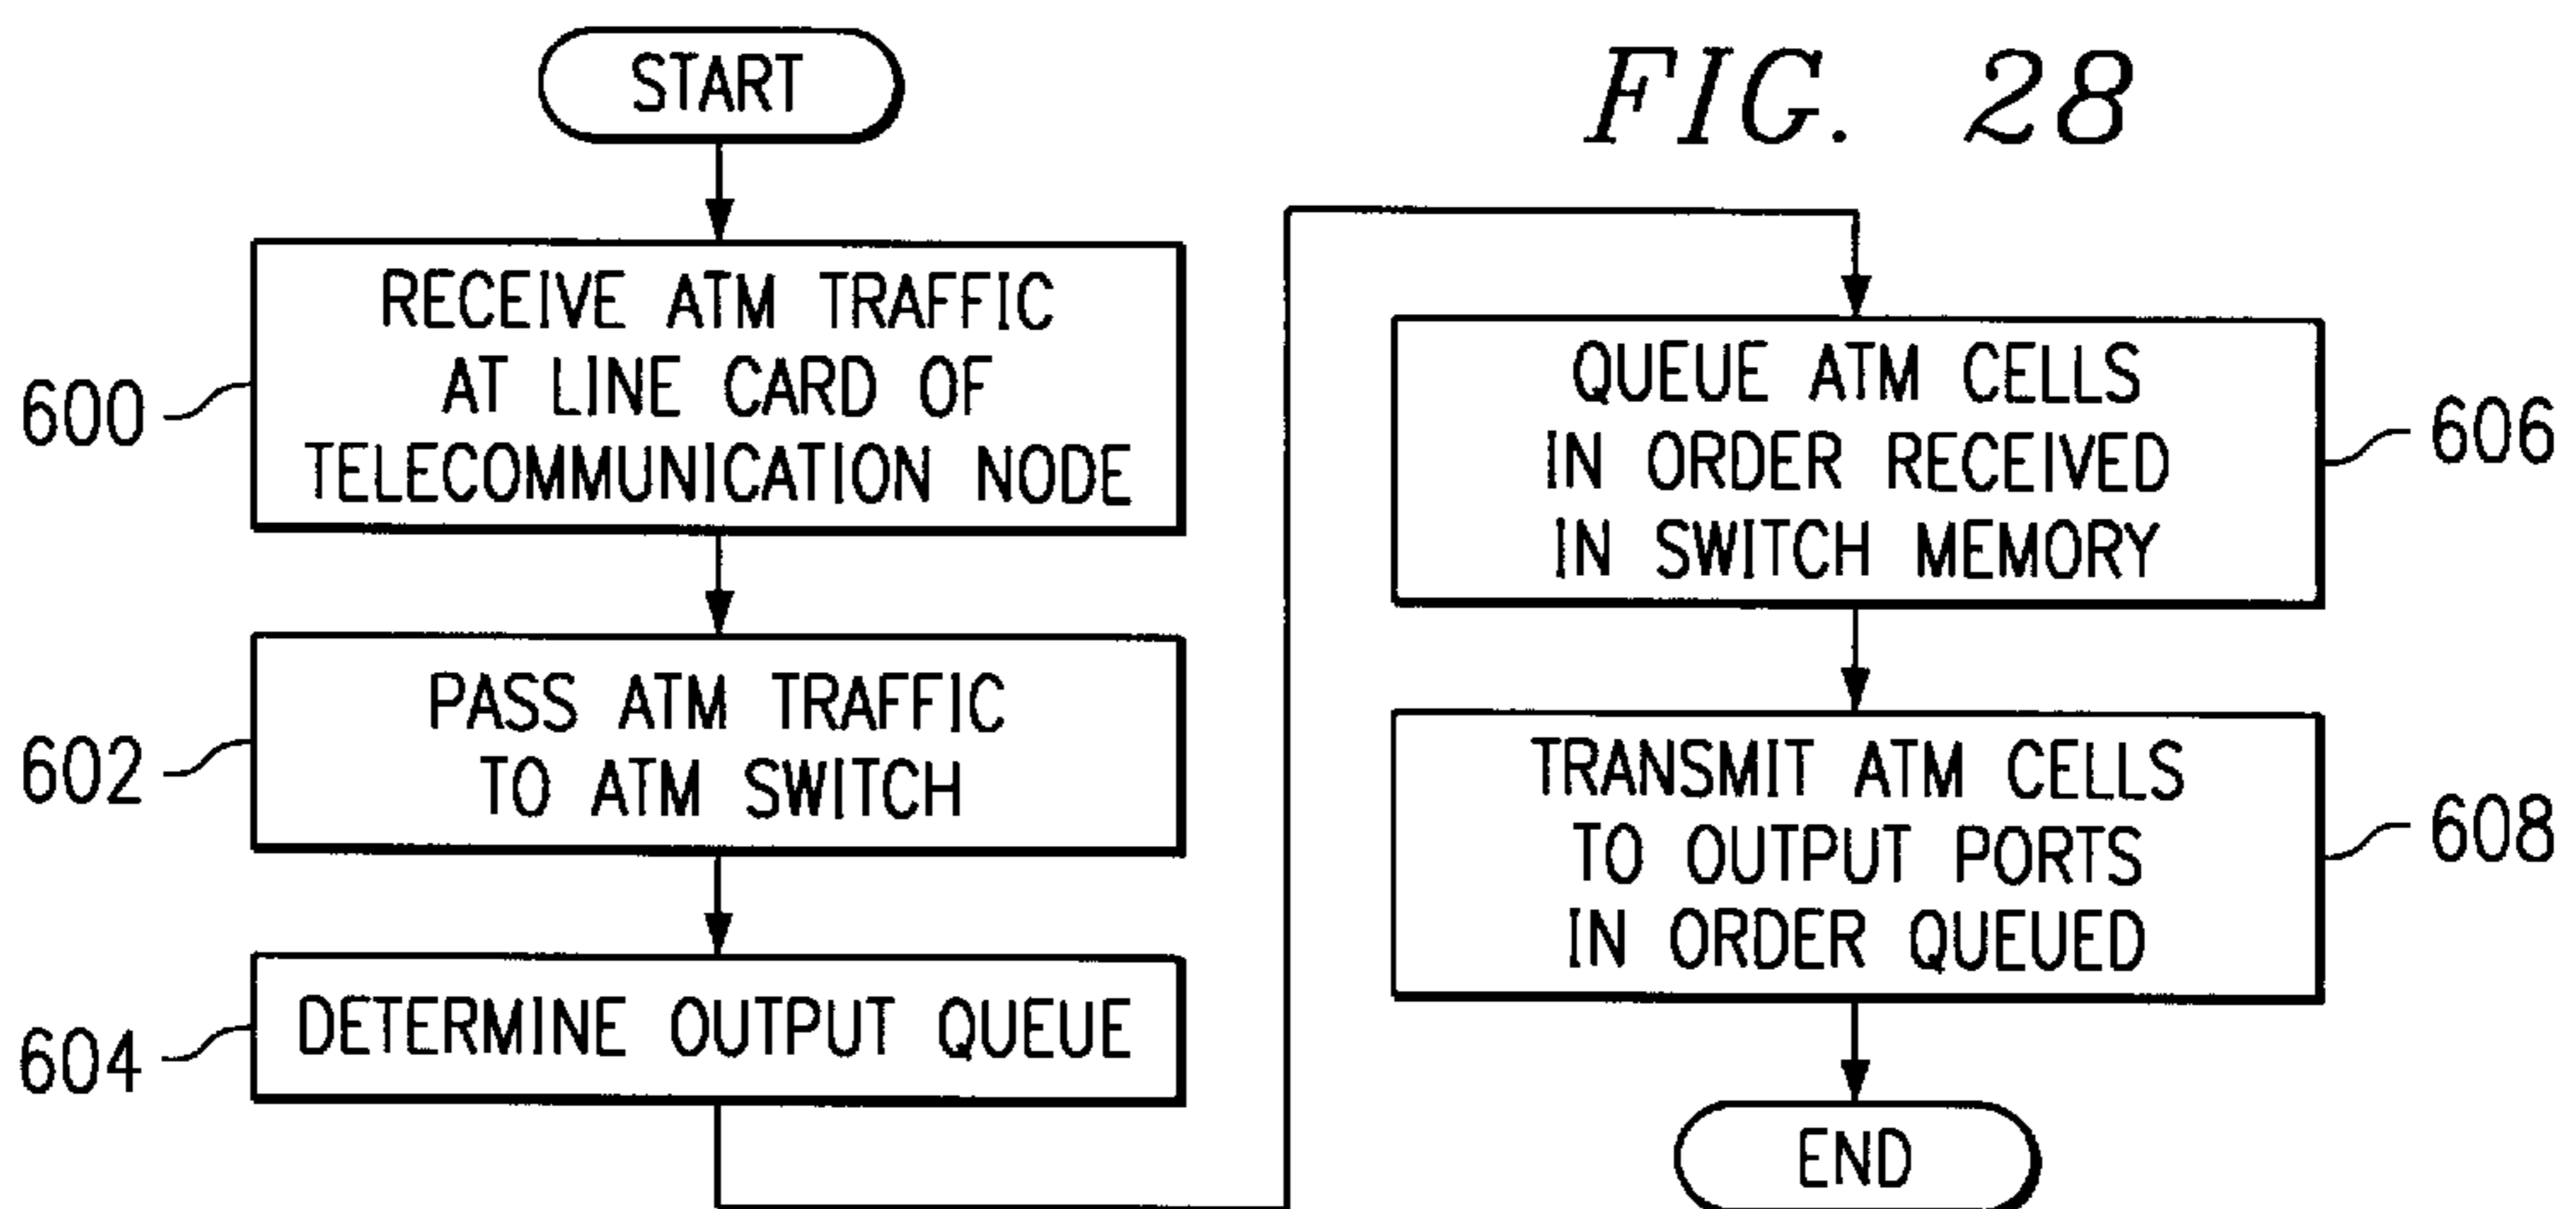 FIG. 28
START
600
RECEIVE ATM TRAFFIC
AT LINE CARD OF
TELECOMMUNICATION NODE
602
PASS ATM TRAFFIC
TO ATM SWITCH
604
DETERMINE OUTPUT QUEUE
QUEUE ATM CELLS
IN ORDER RECEIVED
IN SWITCH MEMORY
606
TRANSMIT ATM CELLS
TO OUTPUT PORTS
IN ORDER QUEUED
608
END